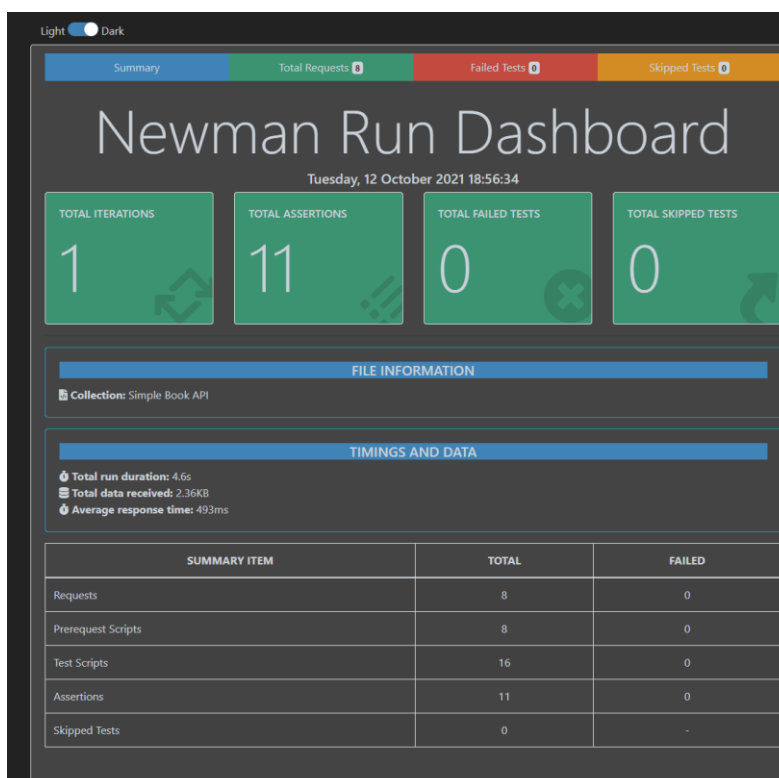 Light Dark
Summary Total Requests 8 Failed Tests 0 Skipped Tests 0
Newman Run Dashboard
Tuesday, 12 October 2021 18:56:34
TOTAL ITERATIONS TOTAL ASSERTIONS TOTAL FAILED TESTS TOTAL SKIPPED TESTS
1 11 0 0
FILE INFORMATION
Collection: Simple Book API
TIMINGS AND DATA
Total run duration: 4.6s
Total data received: 2.36KB
Average response time: 493ms
SUMMARY ITEM TOTAL FAILED
Requests 8 0
Prerequest Scripts 8 0
Test Scripts 16 0
Assertions 11 0
Skipped Tests 0 -